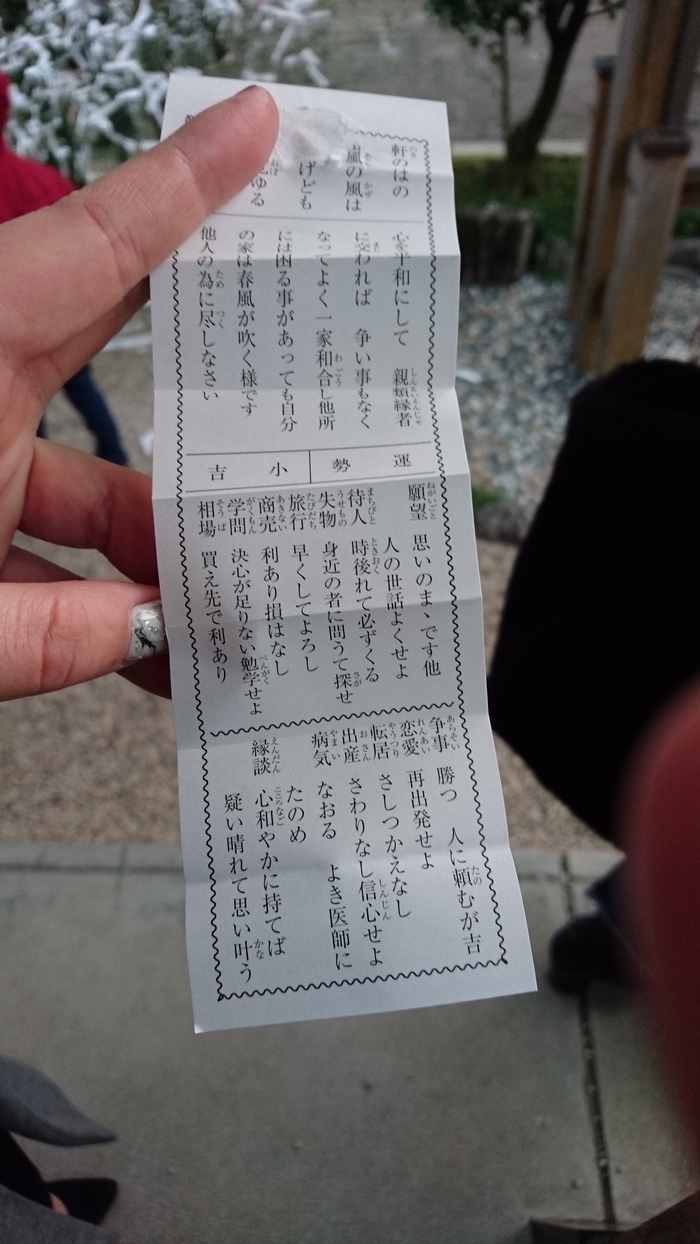 軒のはの
嵐の風は
げども
ゆる
心を平和にして 親類縁者
に交われば 争い事もなく
なってよく一家和合し他所
には困る事があっても自分
の家は春風が吹く様です
他人の為に尽しなさい
運勢 小吉
願望 思いのまゝです他
人の世話よくせよ
待人 時後れて必ずくる
失物 身近の者に問うて探せ
旅行 早くしてよろし
商売 利あり損はなし
学問 決心が足りない勉学せよ
相場 買え先で利あり
争事 勝つ 人に頼むが吉
恋愛 再出発せよ
転居 さしつかえなし
出産 さわりなし信心せよ
病気 なおる よき医師に
たのめ
縁談 心和やかに持てば
疑い晴れて思い叶う